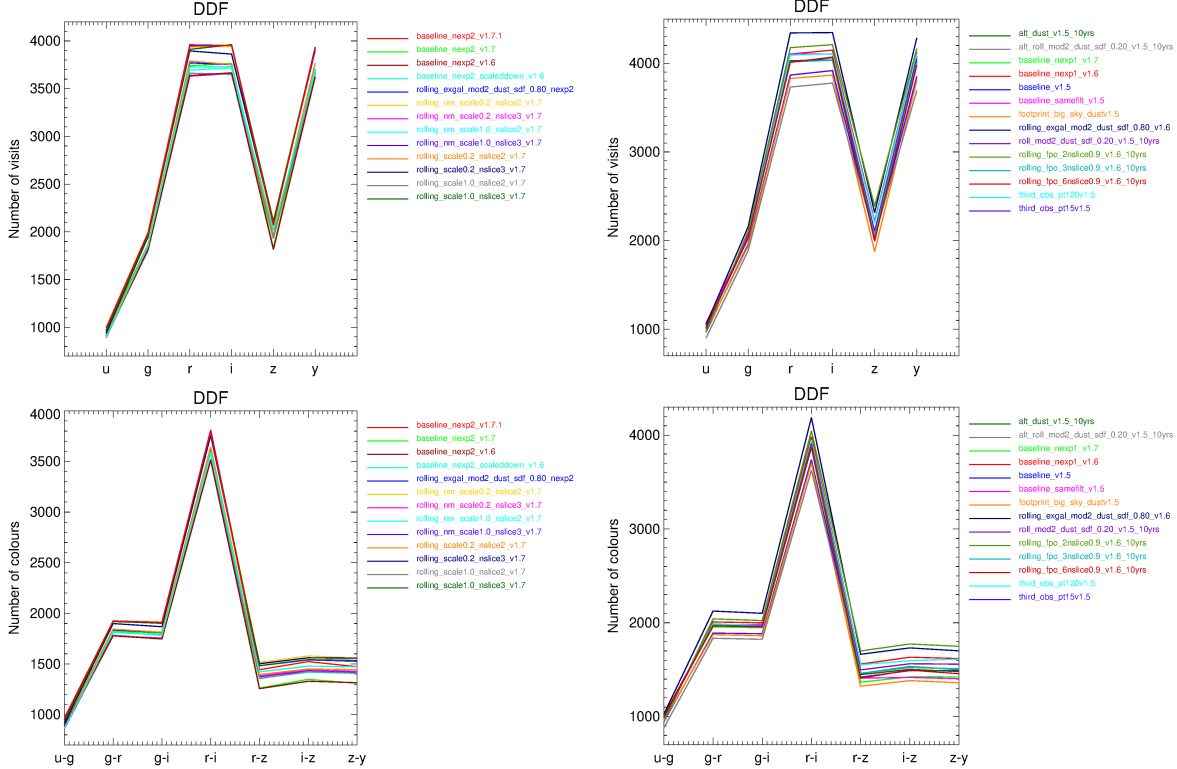 DDF
Number of visits
4000
3500
3000
2500
2000
1500
1000
u g r i z y
baseline_nexp2_v1.7.1
baseline_nexp2_v1.7
baseline_nexp2_v1.6
baseline_nexp2_scaleddown_v1.6
rolling_exgal_mod2_dust_sdf_0.80_nexp2
rolling_nm_scale0.2_nslice2_v1.7
rolling_nm_scale0.2_nslice3_v1.7
rolling_nm_scale1.0_nslice2_v1.7
rolling_nm_scale1.0_nslice3_v1.7
rolling_scale0.2_nslice2_v1.7
rolling_scale0.2_nslice3_v1.7
rolling_scale1.0_nslice2_v1.7
rolling_scale1.0_nslice3_v1.7
DDF
Number of visits
4000
3000
2000
1000
u g r i z y
alt_dust_v1.5_10yrs
alt_roll_mod2_dust_sdf_0.20_v1.5_10yrs
baseline_nexp1_v1.7
baseline_nexp1_v1.6
baseline_v1.5
baseline_samefilt_v1.5
footprint_big_sky_dustv1.5
rolling_exgal_mod2_dust_sdf_0.80_v1.6
roll_mod2_dust_sdf_0.20_v1.5_10yrs
rolling_fpo_2nslice0.9_v1.6_10yrs
rolling_fpo_3nslice0.9_v1.6_10yrs
rolling_fpo_6nslice0.9_v1.6_10yrs
third_obs_pt120v1.5
third_obs_pt15v1.5
DDF
Number of colours
4000
3500
3000
2500
2000
1500
1000
u-g g-r g-i r-i r-z i-z z-y
baseline_nexp2_v1.7.1
baseline_nexp2_v1.7
baseline_nexp2_v1.6
baseline_nexp2_scaleddown_v1.6
rolling_exgal_mod2_dust_sdf_0.80_nexp2
rolling_nm_scale0.2_nslice2_v1.7
rolling_nm_scale0.2_nslice3_v1.7
rolling_nm_scale1.0_nslice2_v1.7
rolling_nm_scale1.0_nslice3_v1.7
rolling_scale0.2_nslice2_v1.7
rolling_scale0.2_nslice3_v1.7
rolling_scale1.0_nslice2_v1.7
rolling_scale1.0_nslice3_v1.7
DDF
Number of colours
4000
3000
2000
1000
u-g g-r g-i r-i r-z i-z z-y
alt_dust_v1.5_10yrs
alt_roll_mod2_dust_sdf_0.20_v1.5_10yrs
baseline_nexp1_v1.7
baseline_nexp1_v1.6
baseline_v1.5
baseline_samefilt_v1.5
footprint_big_sky_dustv1.5
rolling_exgal_mod2_dust_sdf_0.80_v1.6
roll_mod2_dust_sdf_0.20_v1.5_10yrs
rolling_fpo_2nslice0.9_v1.6_10yrs
rolling_fpo_3nslice0.9_v1.6_10yrs
rolling_fpo_6nslice0.9_v1.6_10yrs
third_obs_pt120v1.5
third_obs_pt15v1.5